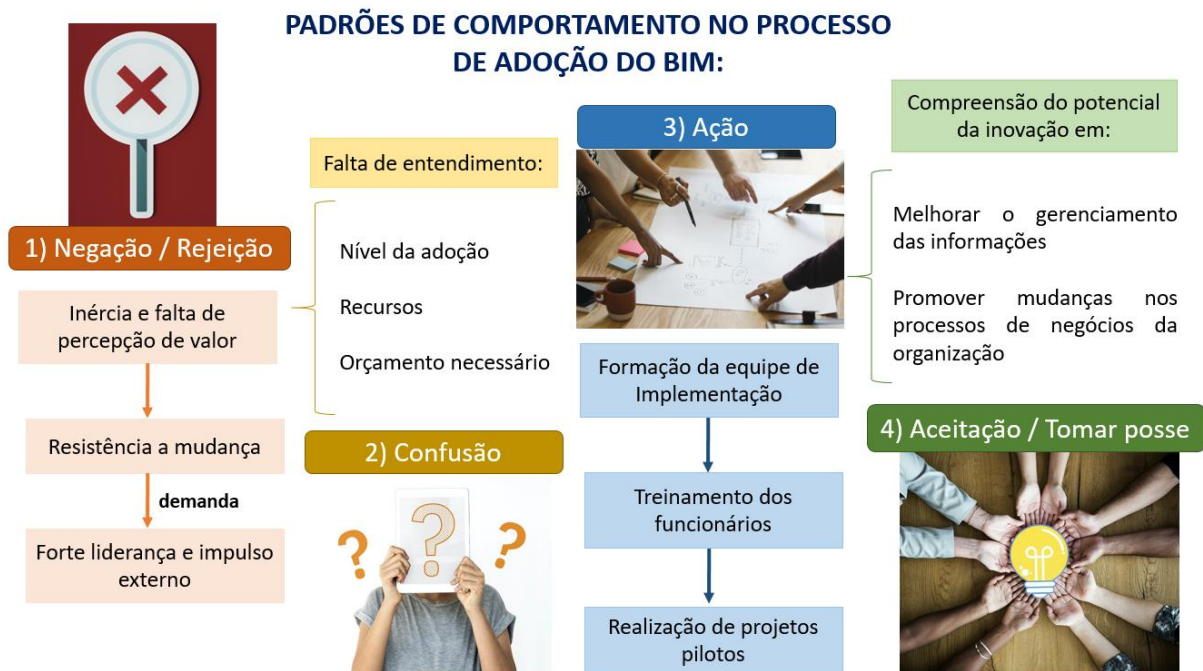 PADRÕES DE COMPORTAMENTO NO PROCESSO
DE ADOÇÃO DO BIM:
1) Negação / Rejeição
Inércia e falta de
percepção de valor
Resistência a mudança
demanda
Forte liderança e impulso
externo
Falta de entendimento:
Nível da adoção
Recursos
Orçamento necessário
2) Confusão
?
?
?
3) Ação
Formação da equipe de
Implementação
Treinamento dos
funcionários
Realização de projetos
pilotos
Compreensão do potencial
da inovação em:
Melhorar o gerenciamento
das informações
Promover mudanças nos
processos de negócios da
organização
4) Aceitação / Tomar posse